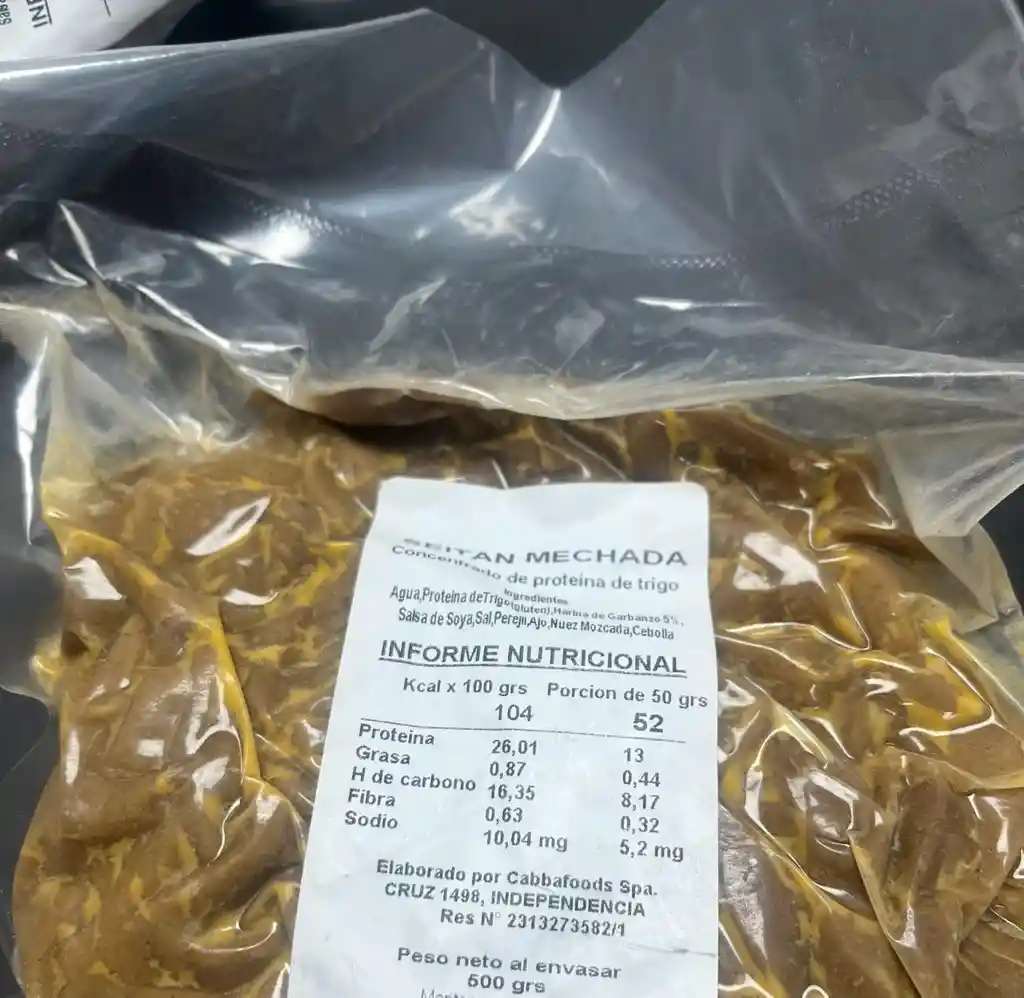 INF
SEITAN MECHADA
Concentrado de proteina de trigo
Ingredientes
Agua,Proteina deTrigo(gluten),Harina de Garbanzo 5%,
Salsa de Soya,Sal,Perejil,Ajo,Nuez Mozcada,Cebolla
INFORME NUTRICIONAL
Kcal x 100 grs Porcion de 50 grs
104 52
Proteina 26,01 13
Grasa 0,87 0,44
H de carbono 16,35 8,17
Fibra 0,63 0,32
Sodio 10,04 mg 5,2 mg
Elaborado por Cabbafoods Spa.
CRUZ 1498, INDEPENDENCIA
Res N° 2313273582/1
Peso neto al envasar
500 grs